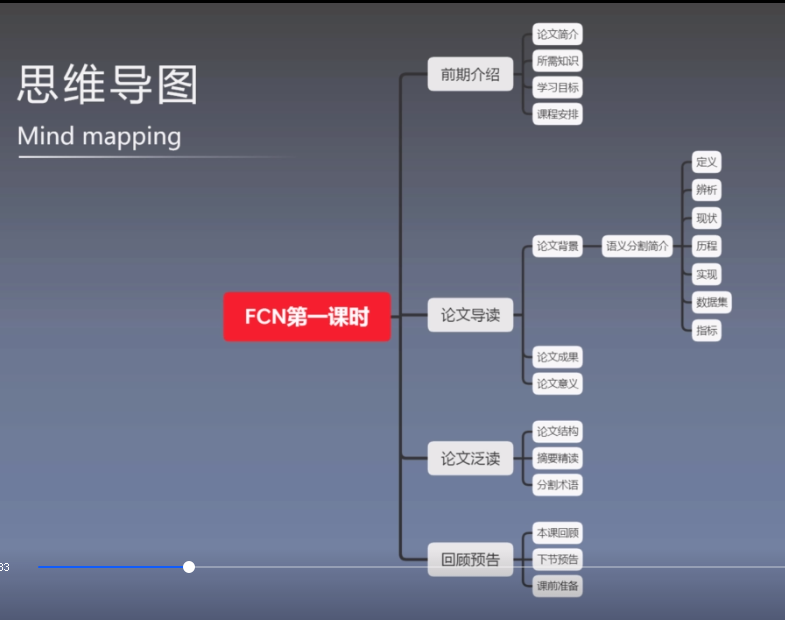 思维导图
Mind mapping
FCN第一课时
前期介绍
论文简介
所需知识
学习目标
课程安排
论文导读
论文背景
语义分割简介
定义
辨析
现状
历程
实现
数据集
指标
论文成果
论文意义
论文泛读
论文结构
摘要精读
分割术语
回顾预告
本课回顾
下节预告
课前准备